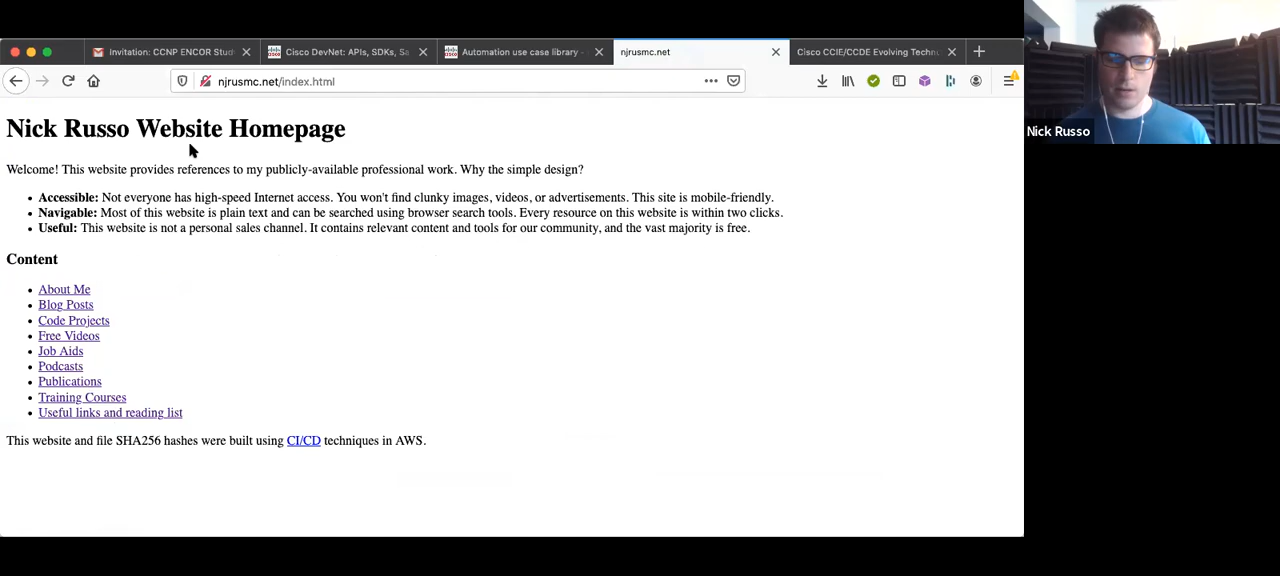 Invitation: CCNP ENCOR Stud
Cisco DevNet: APIs, SDKs, Sa
Automation use case library -
njrusmc.net
Cisco CCIE/CCDE Evolving Techn
njrusmc.net/index.html
Nick Russo Website Homepage
Nick Russo
Welcome! This website provides references to my publicly-available professional work. Why the simple design?
• Accessible: Not everyone has high-speed Internet access. You won't find clunky images, videos, or advertisements. This site is mobile-friendly.
• Navigable: Most of this website is plain text and can be searched using browser search tools. Every resource on this website is within two clicks.
• Useful: This website is not a personal sales channel. It contains relevant content and tools for our community, and the vast majority is free.
Content
• About Me
• Blog Posts
• Code Projects
• Free Videos
• Job Aids
• Podcasts
• Publications
• Training Courses
• Useful links and reading list
This website and file SHA256 hashes were built using CI/CD techniques in AWS.